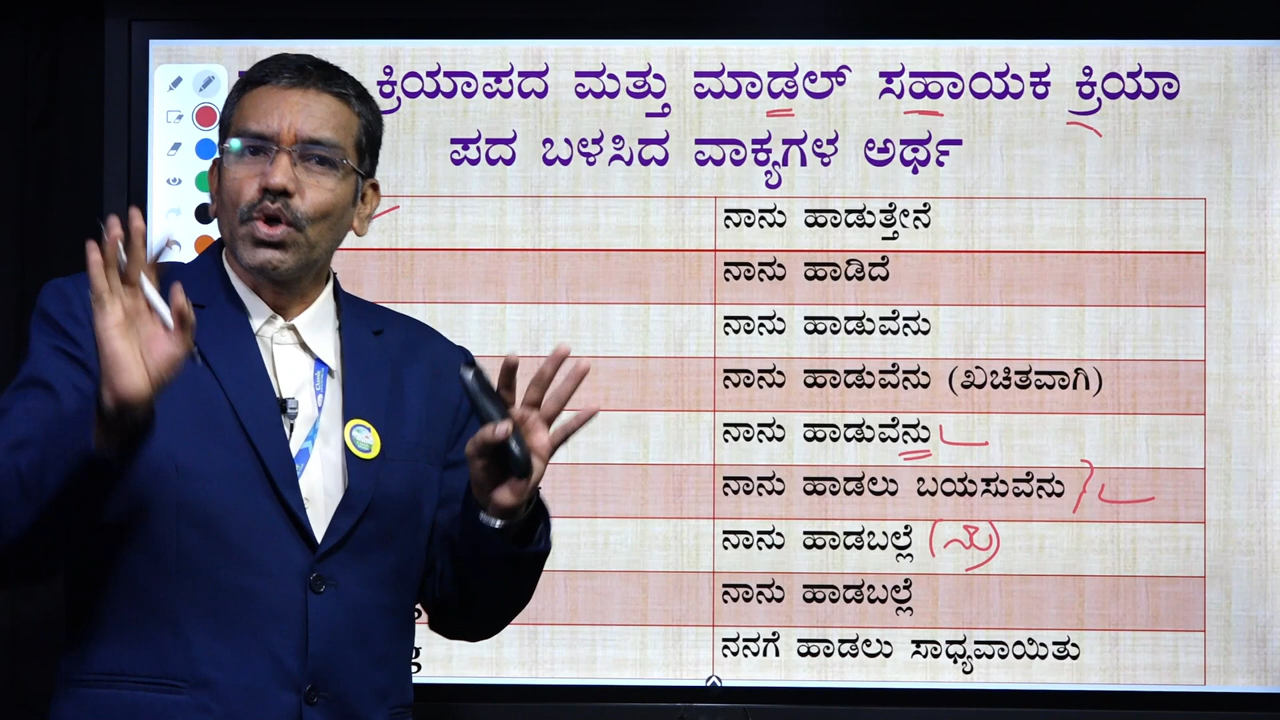 ಕ್ರಿಯಾಪದ ಮತ್ತು ಮಾಡಲ್ ಸಹಾಯಕ ಕ್ರಿಯಾ
ಪದ ಬಳಸಿದ ವಾಕ್ಯಗಳ ಅರ್ಥ
ನಾನು ಹಾಡುತ್ತೇನೆ
ನಾನು ಹಾಡಿದೆ
ನಾನು ಹಾಡುವೆನು
ನಾನು ಹಾಡುವೆನು (ಖಚಿತವಾಗಿ)
ನಾನು ಹಾಡುವೆನು
ನಾನು ಹಾಡಲು ಬಯಸುವೆನು
ನಾನು ಹಾಡಬಲ್ಲೆ (ನು)
ನಾನು ಹಾಡಬಲ್ಲೆ
ನನಗೆ ಹಾಡಲು ಸಾಧ್ಯವಾಯಿತು